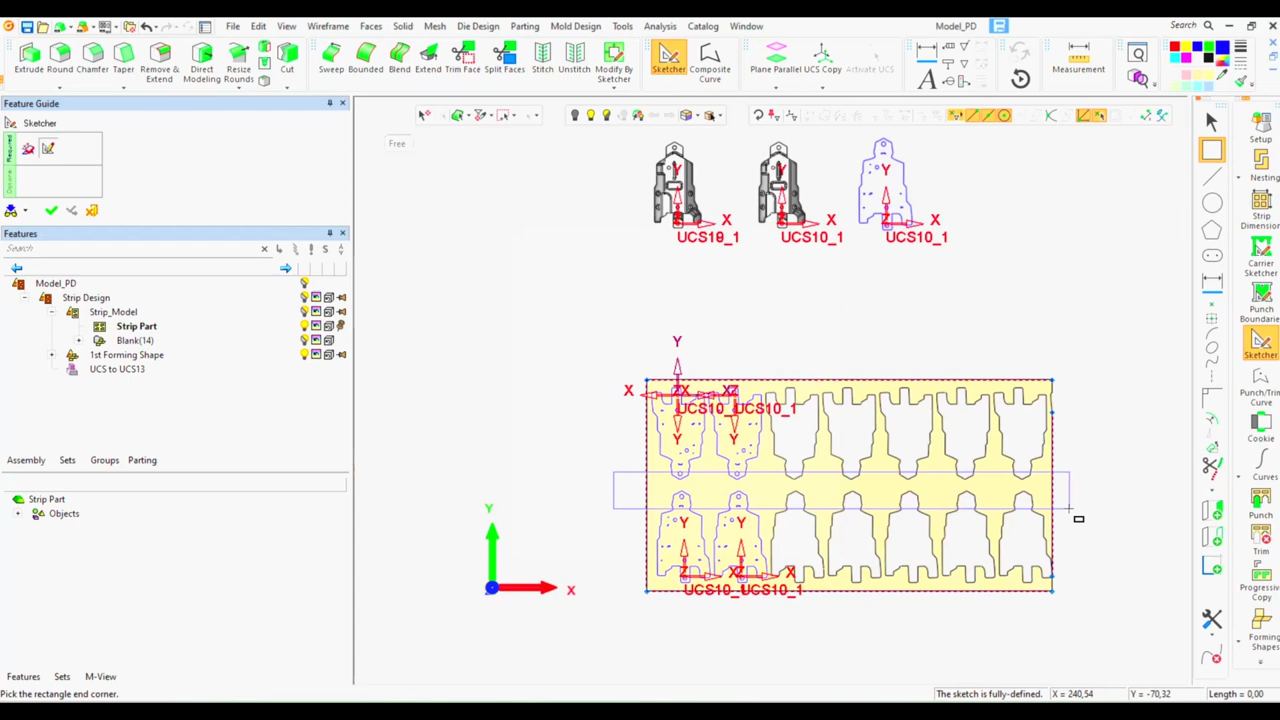 File Edit View Wireframe Faces Solid Mesh Die Design Parting Mold Design Tools Analysis Catalog Window Model_PD Search
Extrude Round Chamfer Taper Remove & Extend Direct Modeling Resize Rounds Cut Sweep Bounded Blend Extend Trim Face Split Faces Stitch Unstitch Modify By Sketcher Sketcher Composite Curve Plane Parallel UCS Copy Activate UCS Measurement
Feature Guide
Sketcher
Required
Free
Features
Search
Model_PD
Strip Design
Strip_Model
Strip Part
Blank(14)
1st Forming Shape
UCS to UCS13
Assembly Sets Groups Parting
Strip Part
Objects
Features Sets M-View
Pick the rectangle end corner.
Y Y Y
X X X
UCS10_1 UCS10_1 UCS10_1
Y
X
UCS10_1
Y Y
Y Y
X
Y
X
Setup
Nesting
Strip Dimension
Carrier Sketcher
Punch Boundarie
Sketcher
Punch/Trim Curve
Cookie
Curves
Punch
Trim
Progressive Copy
Forming Shapes
The sketch is fully-defined. X = 240,54 Y = -70,32 Length = 0,00